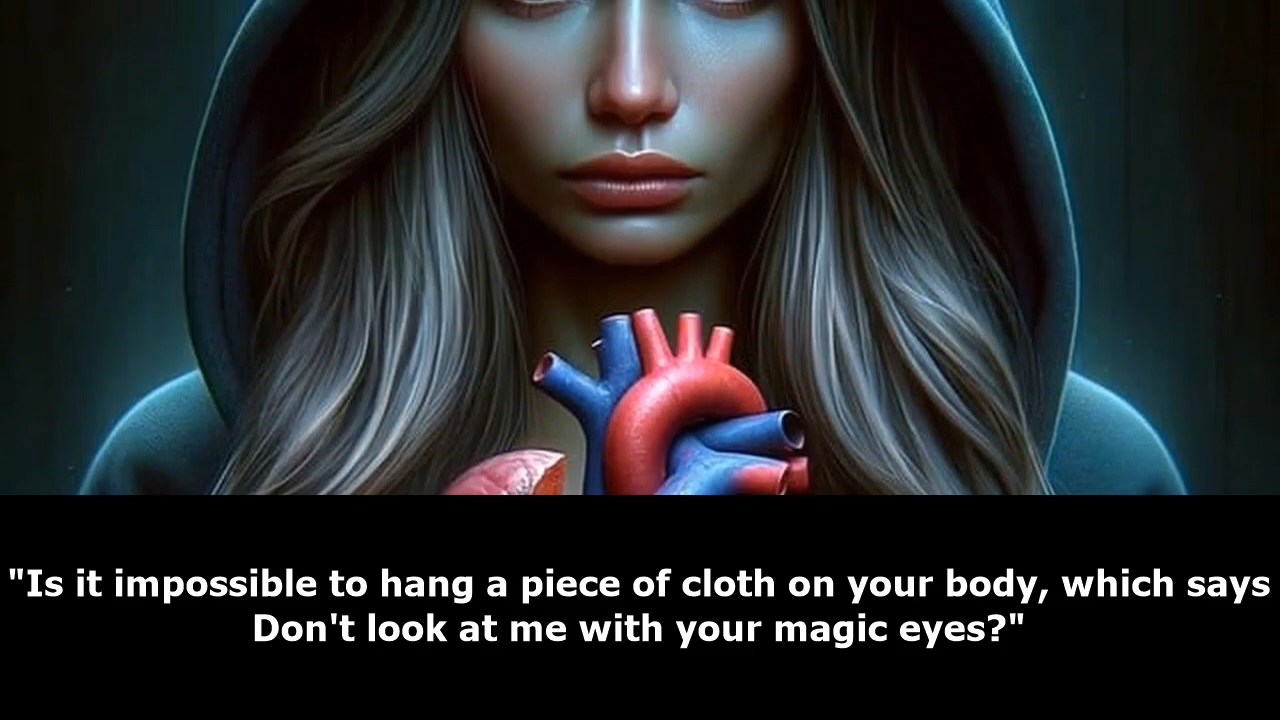 "Is it impossible to hang a piece of cloth on your body, which says
Don't look at me with your magic eyes?"